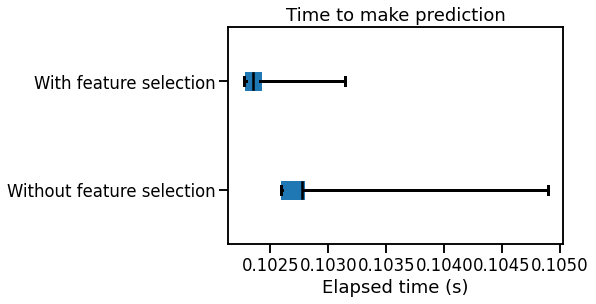 Time to make prediction
With feature selection
Without feature selection
0.1025 0.1030 0.1035 0.1040 0.1045 0.1050
Elapsed time (s)